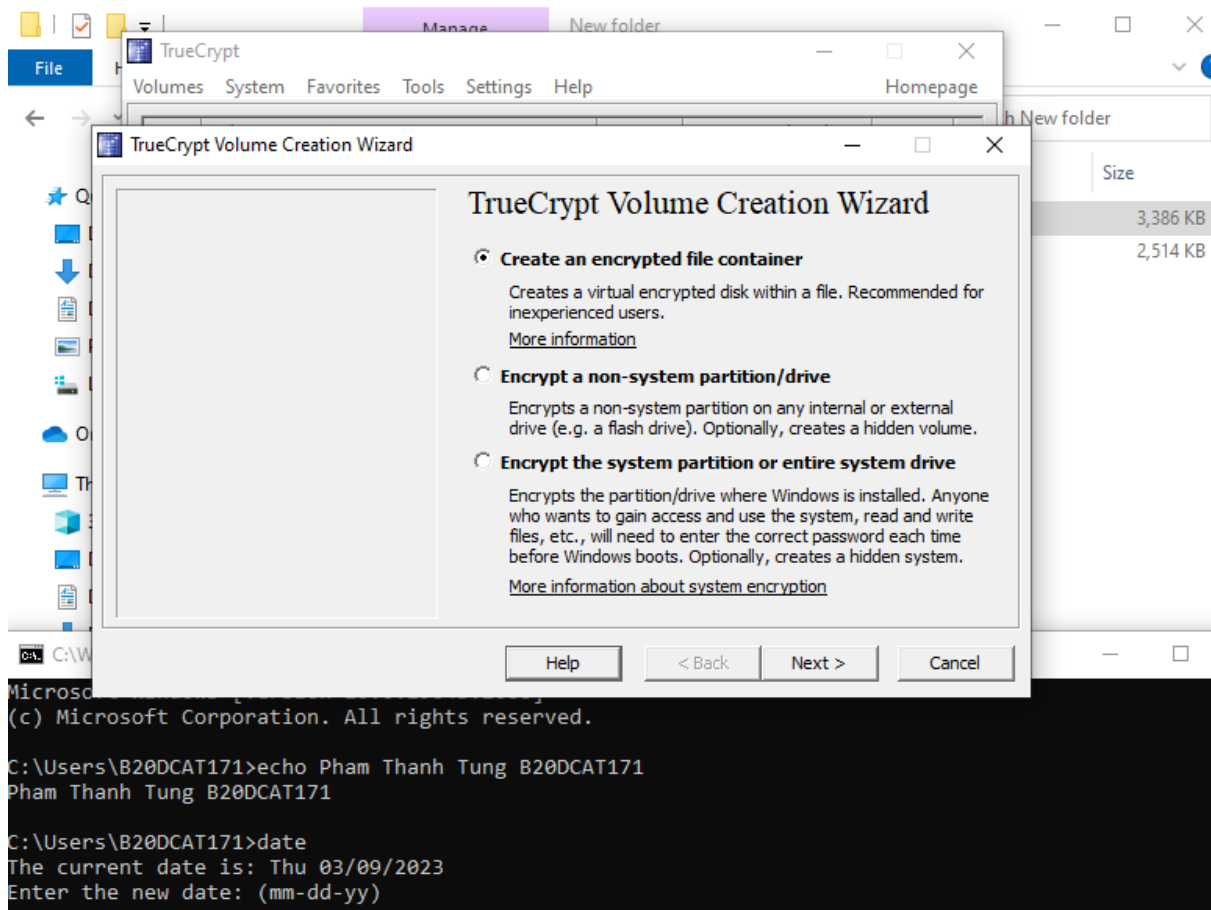 Manage
New folder
File
TrueCrypt
Volumes System Favorites Tools Settings Help Homepage
New folder
TrueCrypt Volume Creation Wizard
Size
3,386 KB
2,514 KB
TrueCrypt Volume Creation Wizard
Create an encrypted file container
Creates a virtual encrypted disk within a file. Recommended for
inexperienced users.
More information
Encrypt a non-system partition/drive
Encrypts a non-system partition on any internal or external
drive (e.g. a flash drive). Optionally, creates a hidden volume.
Encrypt the system partition or entire system drive
Encrypts the partition/drive where Windows is installed. Anyone
who wants to gain access and use the system, read and write
files, etc., will need to enter the correct password each time
before Windows boots. Optionally, creates a hidden system.
More information about system encryption
Help < Back Next > Cancel
C:\W
(c) Microsoft Corporation. All rights reserved.
C:\Users\B20DCAT171>echo Pham Thanh Tung B20DCAT171
Pham Thanh Tung B20DCAT171
C:\Users\B20DCAT171>date
The current date is: Thu 03/09/2023
Enter the new date: (mm-dd-yy)